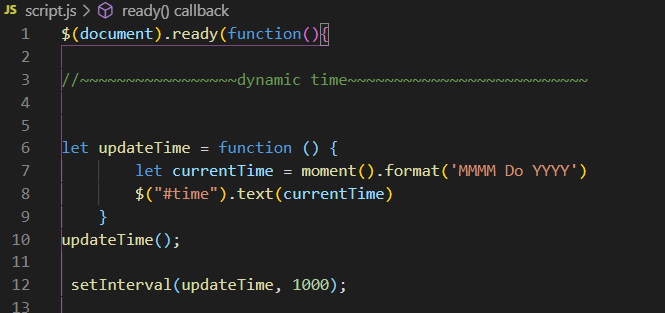 JS script.js > ready() callback
1 $(document).ready(function(){
2
3 //~~~~~~~~~~~~~~~~~dynamic time~~~~~~~~~~~~~~~~~~~~~~~~~~
4
5
6 let updateTime = function () {
7 let currentTime = moment().format('MMMM Do YYYY')
8 $("#time").text(currentTime)
9 }
10 updateTime();
11
12 setInterval(updateTime, 1000);
13